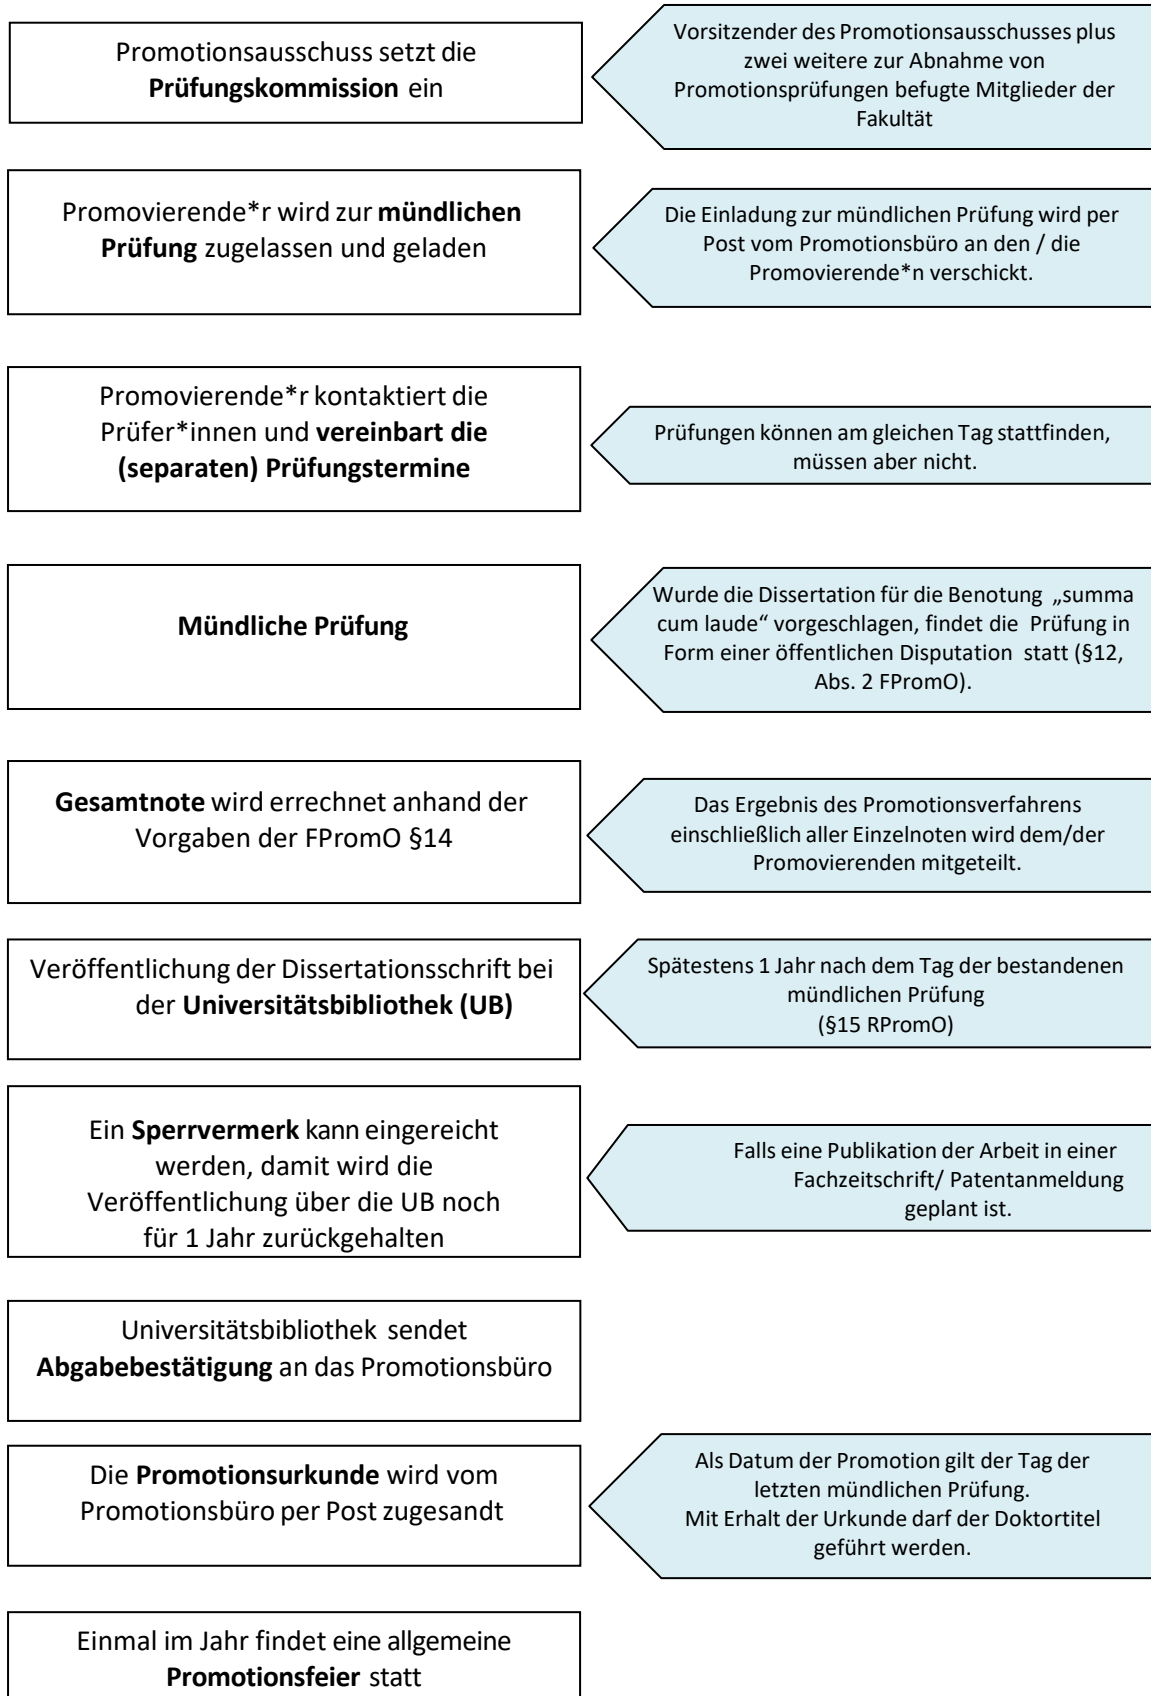 Promotionsausschuss setzt die
Prüfungskommission ein
Vorsitzender des Promotionsausschusses plus
zwei weitere zur Abnahme von
Promotionsprüfungen befugte Mitglieder der
Fakultät
Promovierende*r wird zur mündlichen
Prüfung zugelassen und geladen
Die Einladung zur mündlichen Prüfung wird per
Post vom Promotionsbüro an den / die
Promovierende*n verschickt.
Promovierende*r kontaktiert die
Prüfer*innen und vereinbart die
(separaten) Prüfungstermine
Prüfungen können am gleichen Tag stattfinden,
müssen aber nicht.
Mündliche Prüfung
Wurde die Dissertation für die Benotung „summa
cum laude“ vorgeschlagen, findet die Prüfung in
Form einer öffentlichen Disputation statt (§12,
Abs. 2 FPromO).
Gesamtnote wird errechnet anhand der
Vorgaben der FPromO §14
Das Ergebnis des Promotionsverfahrens
einschließlich aller Einzelnoten wird dem/der
Promovierenden mitgeteilt.
Veröffentlichung der Dissertationsschrift bei
der Universitätsbibliothek (UB)
Spätestens 1 Jahr nach dem Tag der bestandenen
mündlichen Prüfung
(§15 RPromO)
Ein Sperrvermerk kann eingereicht
werden, damit wird die
Veröffentlichung über die UB noch
für 1 Jahr zurückgehalten
Falls eine Publikation der Arbeit in einer
Fachzeitschrift/ Patentanmeldung
geplant ist.
Universitätsbibliothek sendet
Abgabebestätigung an das Promotionsbüro
Die Promotionsurkunde wird vom
Promotionsbüro per Post zugesandt
Als Datum der Promotion gilt der Tag der
letzten mündlichen Prüfung.
Mit Erhalt der Urkunde darf der Doktortitel
geführt werden.
Einmal im Jahr findet eine allgemeine
Promotionsfeier statt